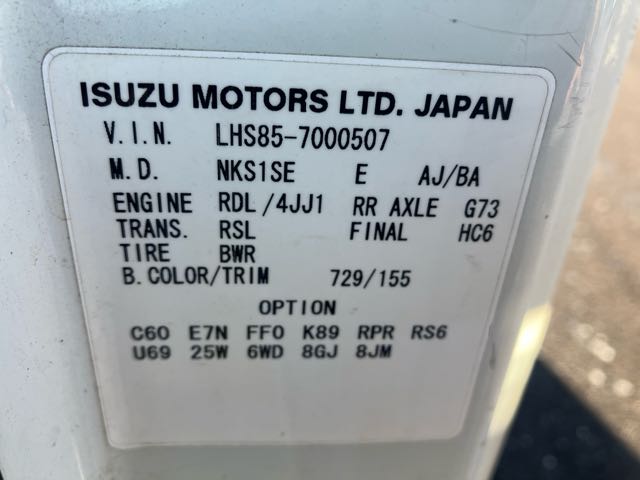 ISUZU MOTORS LTD. JAPAN
V.I.N. LHS85-7000507
M.D. NKS1SE E AJ/BA
ENGINE RDL/4JJ1 RR AXLE G73
TRANS. RSL FINAL HC6
TIRE BWR
B.COLOR/TRIM 729/155
OPTION
C60 E7N FF0 K89 RPR RS6
U69 25W 6WD 8GJ 8JM